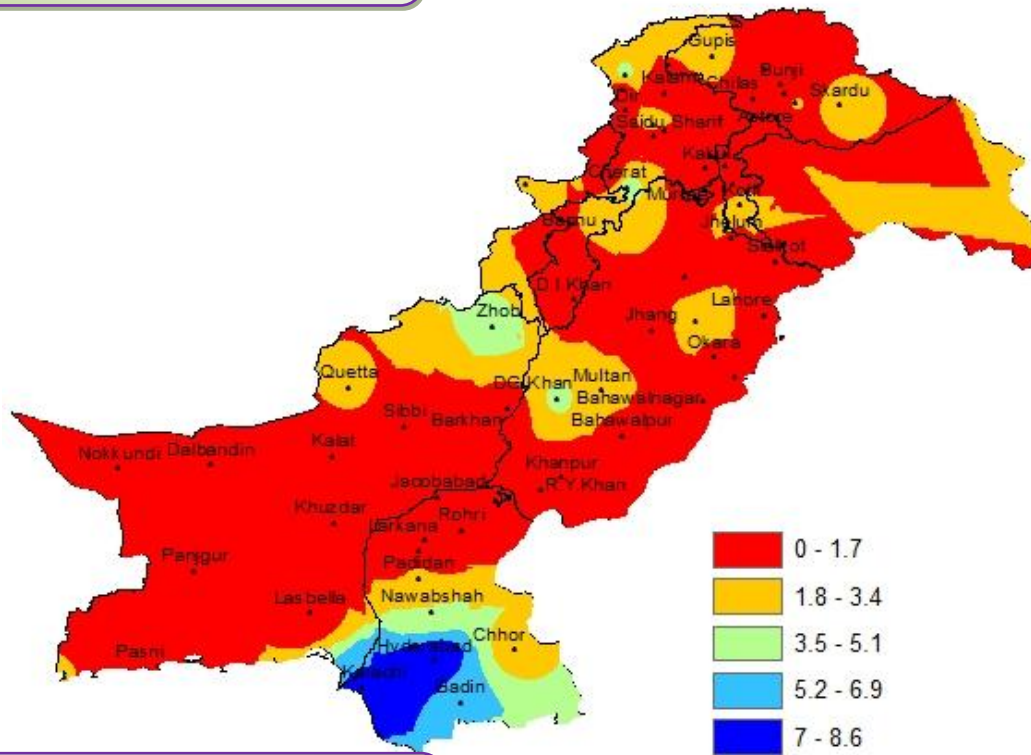 Gupis
Kalam
Chilas
Bunji
Skardu
Dir
Astore
Saidu Sharif
Kakul
Cherat
Kotli
Bannu
Jhelum
Sialkot
D I Khan
Zhob
Lahore
Jhang
Okara
Quetta
DG Khan
Multan
Bahawalnagar
Sibbi
Barkhan
Bahawalpur
Kalat
Nokkundi
Dalbandin
Khanpur
Jacobabad
R Y Khan
Khuzdar
Rohri
Larkana
Panjgur
Padidan
Lasbella
Nawabshah
Chhor
Hyderabad
Pasni
Karachi
Badin
0 - 1.7
1.8 - 3.4
3.5 - 5.1
5.2 - 6.9
7 - 8.6